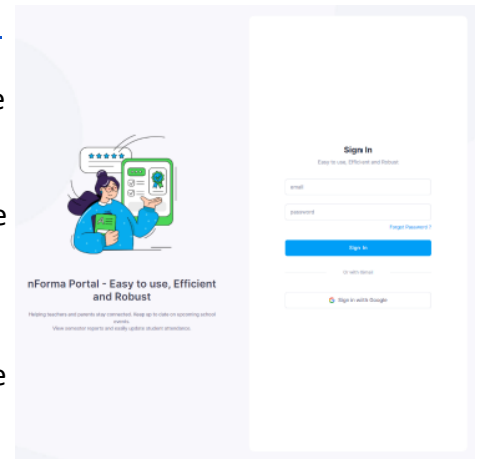 e
e
e
nForma Portal - Easy to use, Efficient
and Robust
Helping teachers and parents stay connected. Keep up to date on upcoming school
events.
View semester reports and easily update student attendance.
Sign In
Easy to use, Efficient and Robust.
email
password
Forgot Password ?
Sign In
Or with Email
Sign in with Google